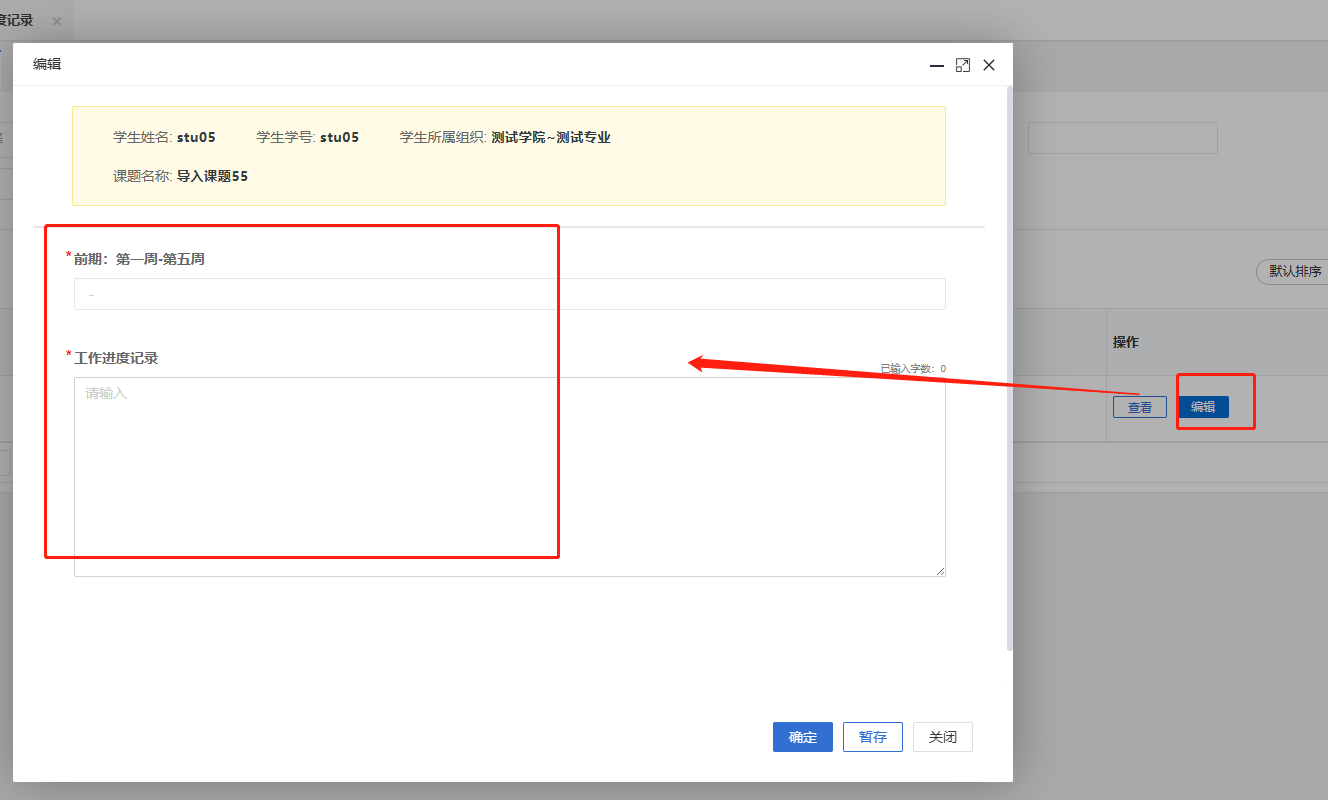 度记录
编辑
学生姓名: stu05 学生学号: stu05 学生所属组织: 测试学院~测试专业
课题名称: 导入课题55
*前期：第一周-第五周
-
*工作进度记录
已输入字数：0
请输入
确定 暂存 关闭
默认排序
操作
查看 编辑